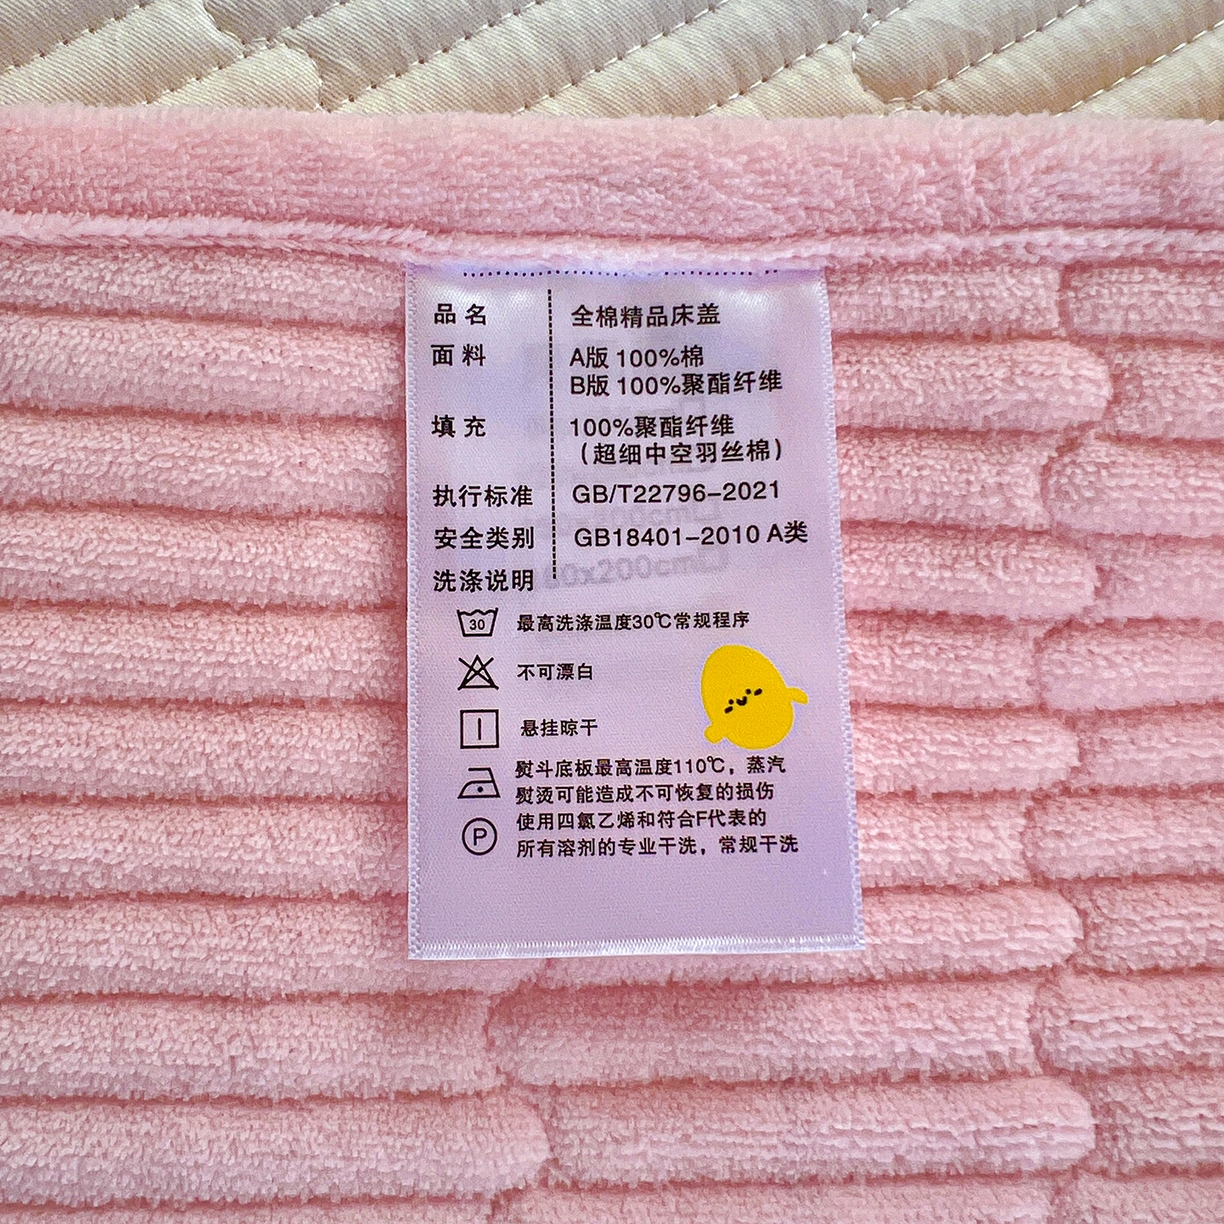 品名 全棉精品床盖
面料 A版 100%棉
B版 100%聚酯纤维
填充 100%聚酯纤维
（超细中空羽丝棉）
执行标准 GB/T22796-2021
安全类别 GB18401-2010 A类
洗涤说明
30 最高洗涤温度30℃常规程序
不可漂白
悬挂晾干
熨斗底板最高温度110℃，蒸汽
熨烫可能造成不可恢复的损伤
P 使用四氯乙烯和符合F代表的
所有溶剂的专业干洗，常规干洗